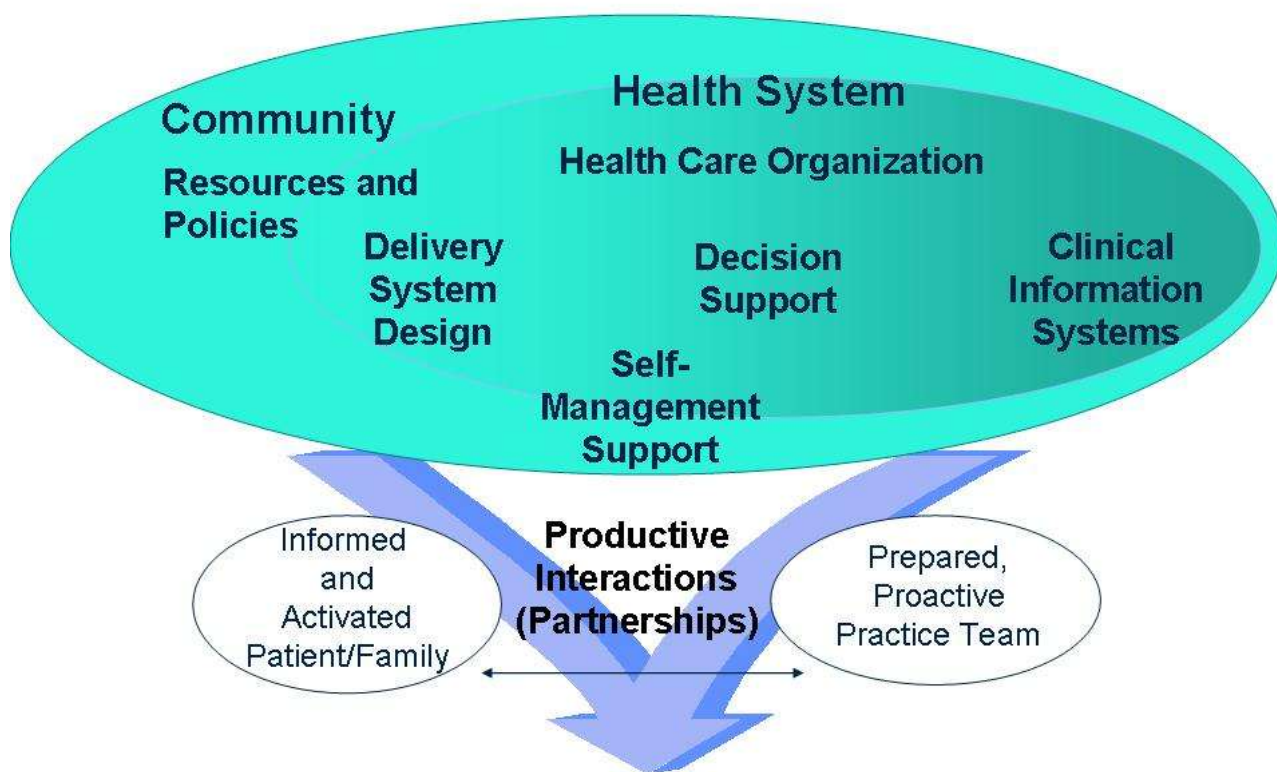 Community
Resources and
Policies
Health System
Health Care Organization
Delivery
System
Design
Decision
Support
Clinical
Information
Systems
Self-
Management
Support
Informed
and
Activated
Patient/Family
Productive
Interactions
(Partnerships)
Prepared,
Proactive
Practice Team